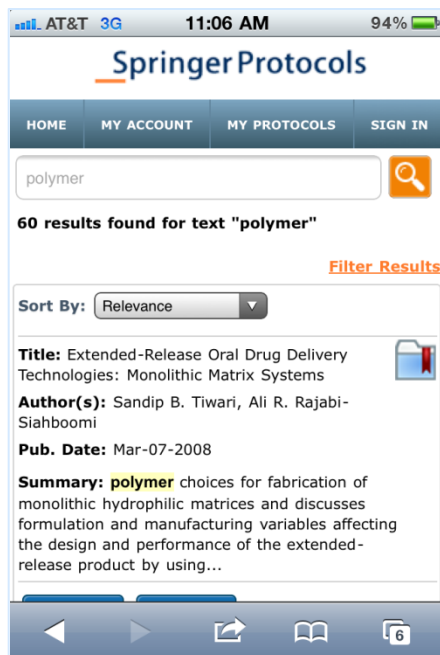 AT&T 3G 11:06 AM 94%
SpringerProtocols
HOME MY ACCOUNT MY PROTOCOLS SIGN IN
polymer
60 results found for text "polymer"
Filter Results
Sort By: Relevance
Title: Extended-Release Oral Drug Delivery
Technologies: Monolithic Matrix Systems
Author(s): Sandip B. Tiwari, Ali R. Rajabi-
Siahboomi
Pub. Date: Mar-07-2008
Summary: polymer choices for fabrication of
monolithic hydrophilic matrices and discusses
formulation and manufacturing variables affecting
the design and performance of the extended-
release product by using...
6